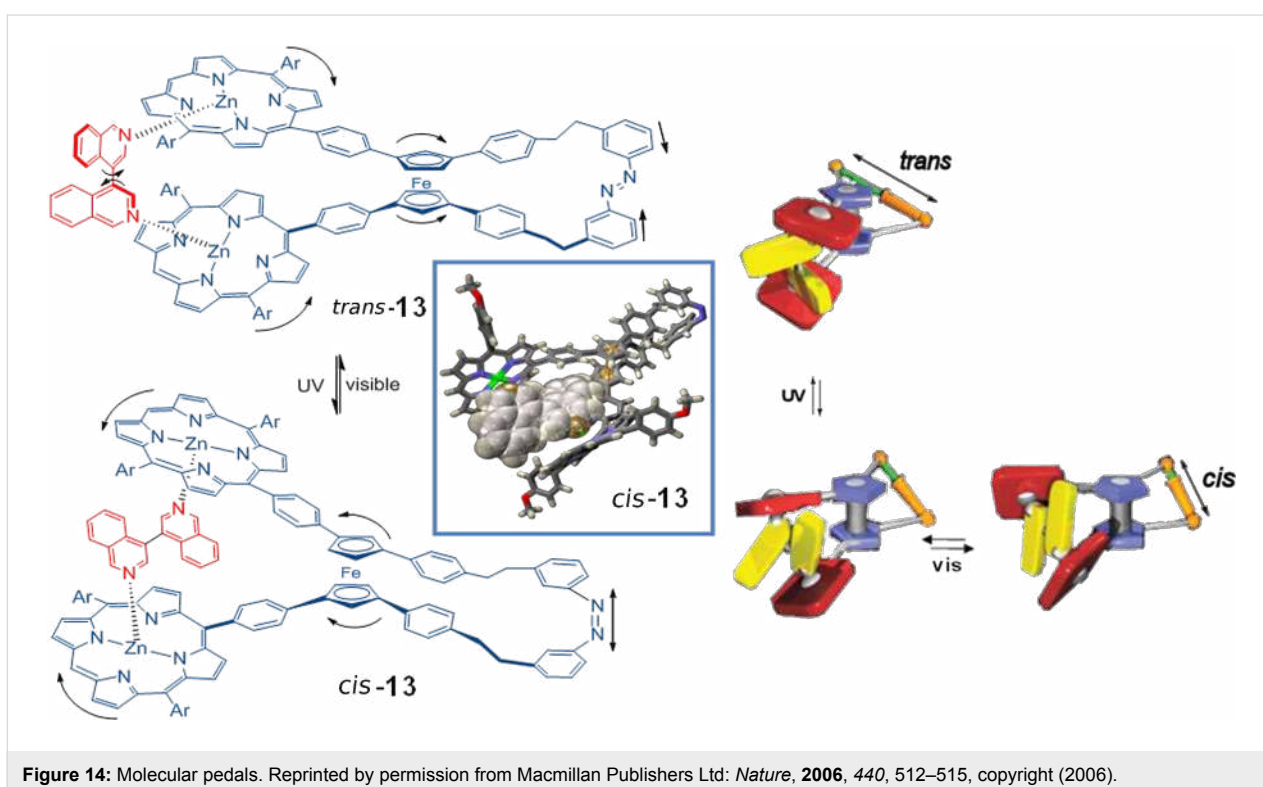 Ar
N
Zn
N
N
N
N
Ar
Fe
N
N
Ar
N
N
N
N
Zn
N
Ar
trans-13
trans
UV
visible
UV
Ar
N
N
Zn
N
Ar
N
N
cis-13
cis
vis
Fe
N
N
N
Ar
N
N
Zn
N
N
Ar
cis-13
Figure 14: Molecular pedals. Reprinted by permission from Macmillan Publishers Ltd: Nature, 2006, 440, 512–515, copyright (2006).